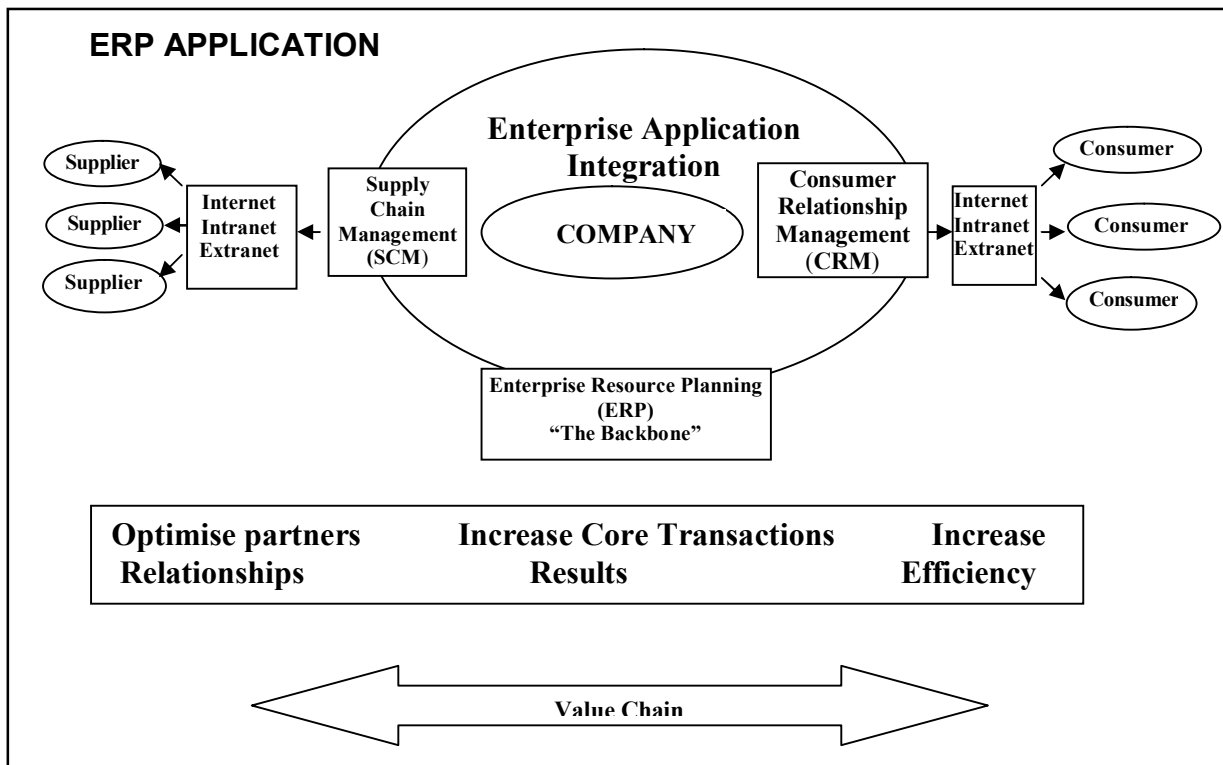 ERP APPLICATION
Enterprise Application
Integration
Supplier
Supplier
Supplier
Internet
Intranet
Extranet
Supply
Chain
Management
(SCM)
COMPANY
Consumer
Relationship
Management
(CRM)
Internet
Intranet
Extranet
Consumer
Consumer
Consumer
Enterprise Resource Planning
(ERP)
“The Backbone”
Optimise partners
Relationships
Increase Core Transactions
Results
Increase
Efficiency
Value Chain